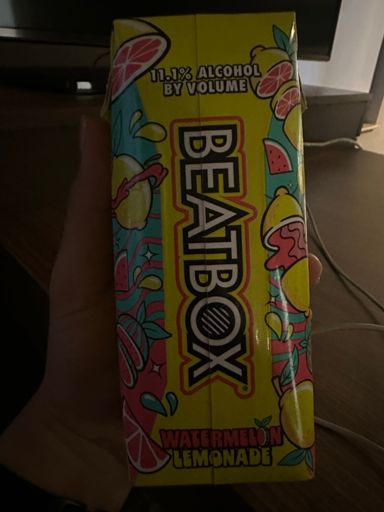 11.1% ALCOHOL
BY VOLUME
BEATBOX
WATERMELON
LEMONADE